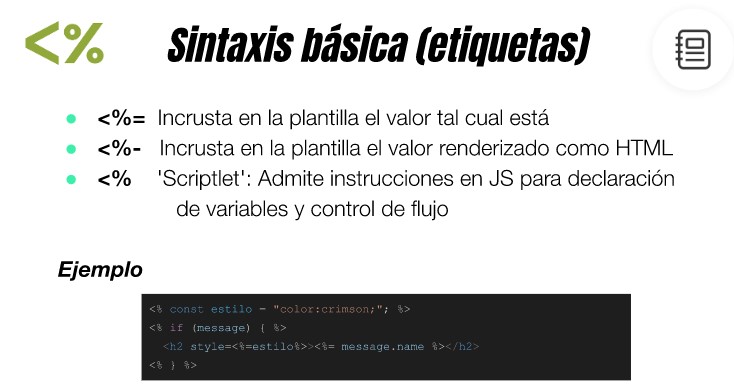 <%
Sintaxis básica (etiquetas)
<%= Incrusta en la plantilla el valor tal cual está
<%- Incrusta en la plantilla el valor renderizado como HTML
<% 'Scriptlet': Admite instrucciones en JS para declaración
de variables y control de flujo
Ejemplo
<% const estilo = "color:crimson;"; %>
<% if (message) { %>
<h2 style=<%=estilo%>><%= message.name %></h2>
<% } %>